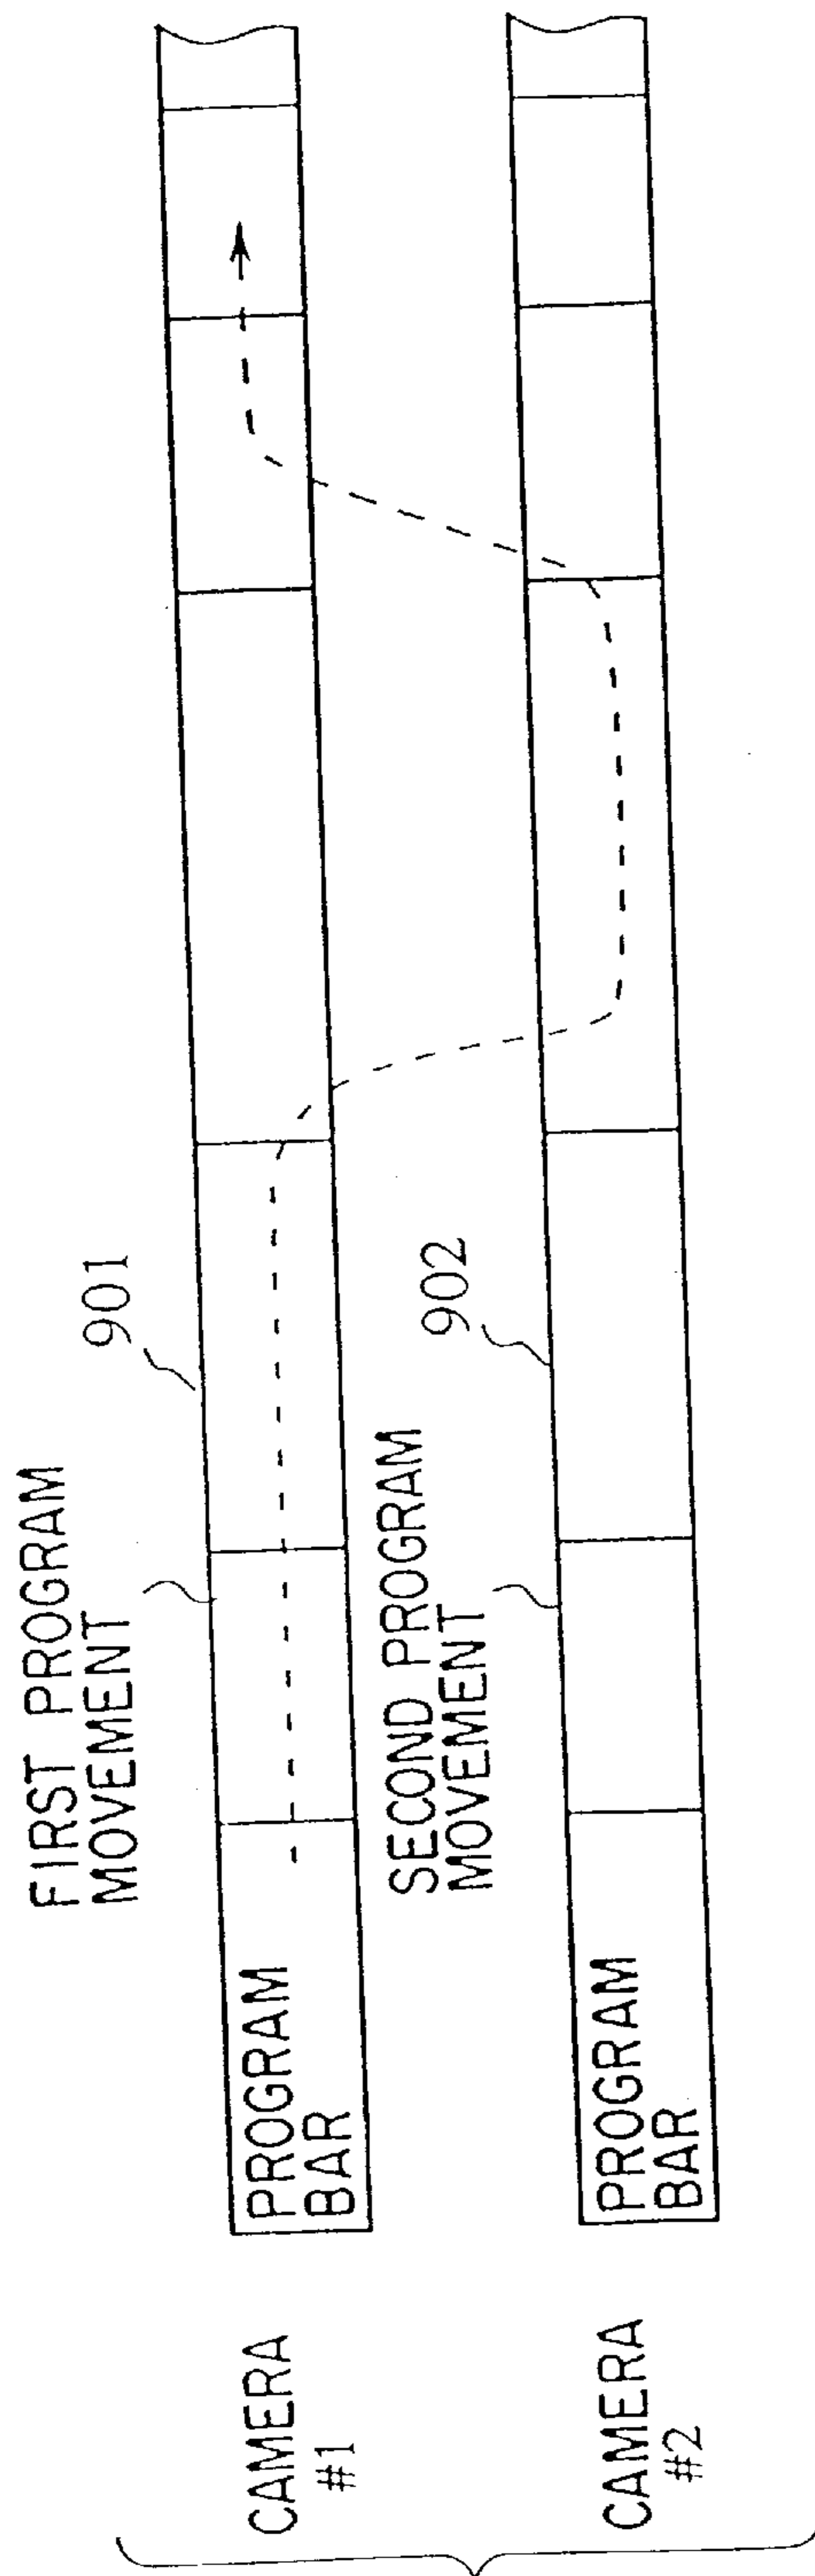 FIRST PROGRAM
MOVEMENT
901
CAMERA
#1
PROGRAM
BAR
SECOND PROGRAM
MOVEMENT
902
CAMERA
#2
PROGRAM
BAR